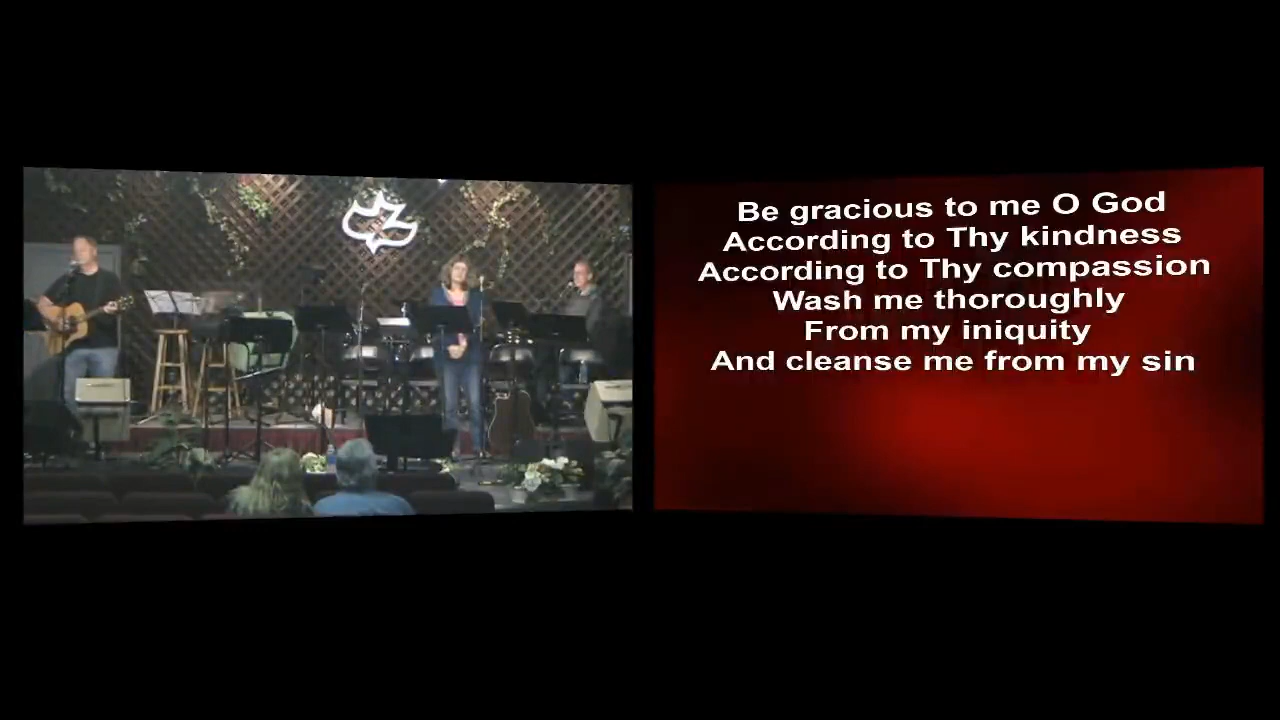 Be gracious to me O God
According to Thy kindness
According to Thy compassion
Wash me thoroughly
From my iniquity
And cleanse me from my sin